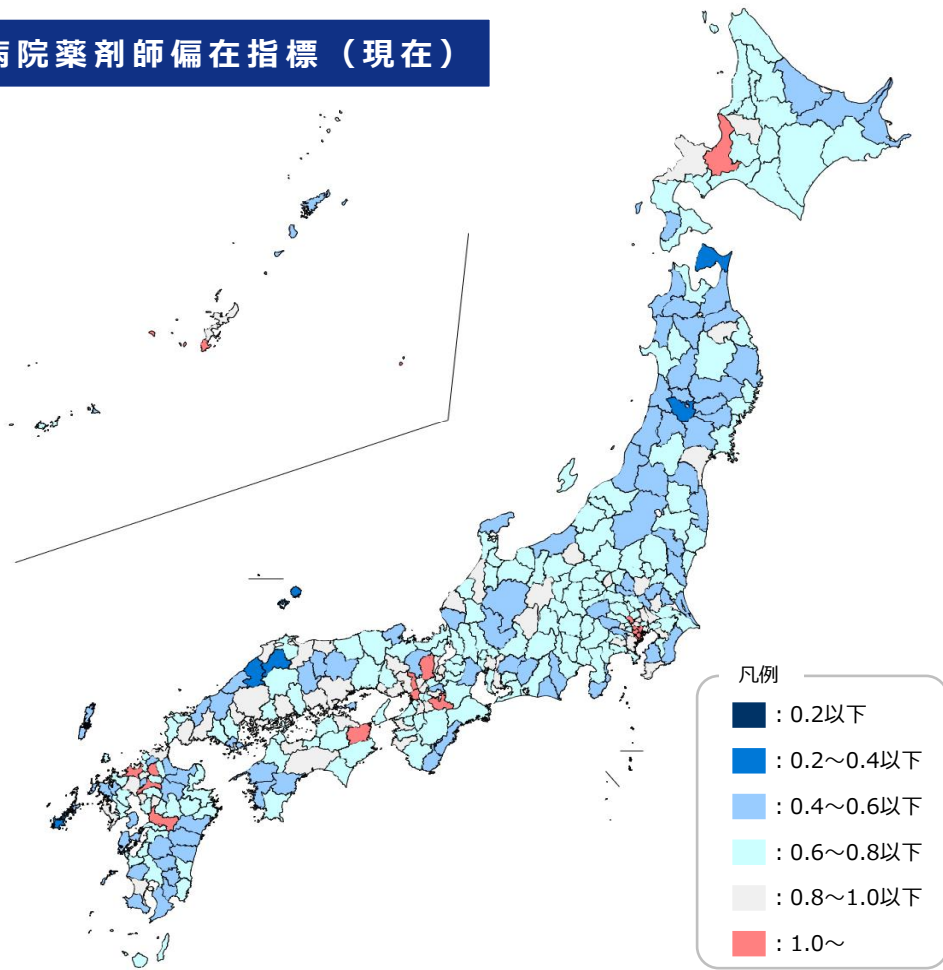 病院薬剤師偏在指標（現在）
凡例
：0.2以下
：0.2～0.4以下
：0.4～0.6以下
：0.6～0.8以下
：0.8～1.0以下
：1.0～